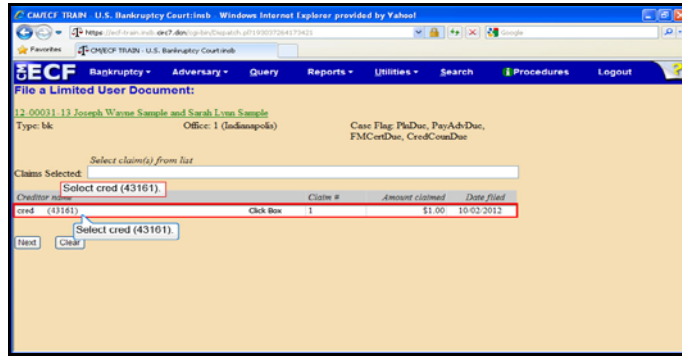 CM/ECF TRAIN - U.S. Bankruptcy Court:insb - Windows Internet Explorer provided by Yahoo!
Google
Favorites CM/ECF TRAIN - U.S. Bankruptcy Court:insb
ECF Bankruptcy Adversary Query Reports Utilities Search Procedures Logout
File a Limited User Document:
12-00031-13 Joseph Wayne Sample and Sarah Lynn Sample
Type: bk Office: 1 (Indianapolis) Case Flag: PlnDue, PayAdvDue,
FMCertDue, CredCounDue
Select claim(s) from list
Claims Selected:
Select cred (43161).
Creditor name Claim # Amount claimed Date filed
cred (43161) Click Box 1 $1.00 10/02/2012
Select cred (43161).
Next Clear